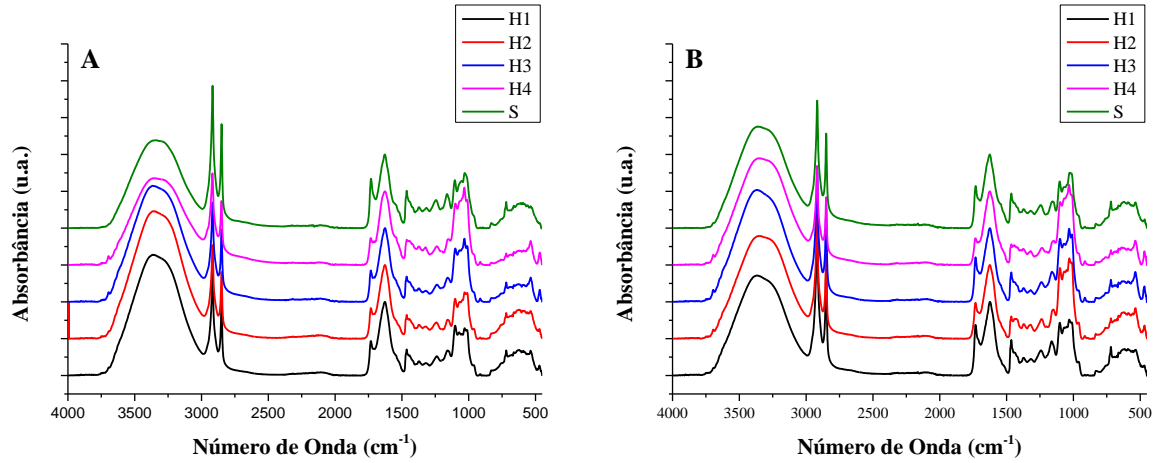 A
H1
H2
H3
H4
S
Absorbância (u.a.)
4000 3500 3000 2500 2000 1500 1000 500
Número de Onda (cm⁻¹)
B
H1
H2
H3
H4
S
Absorbância (u.a.)
4000 3500 3000 2500 2000 1500 1000 500
Número de Onda (cm⁻¹)